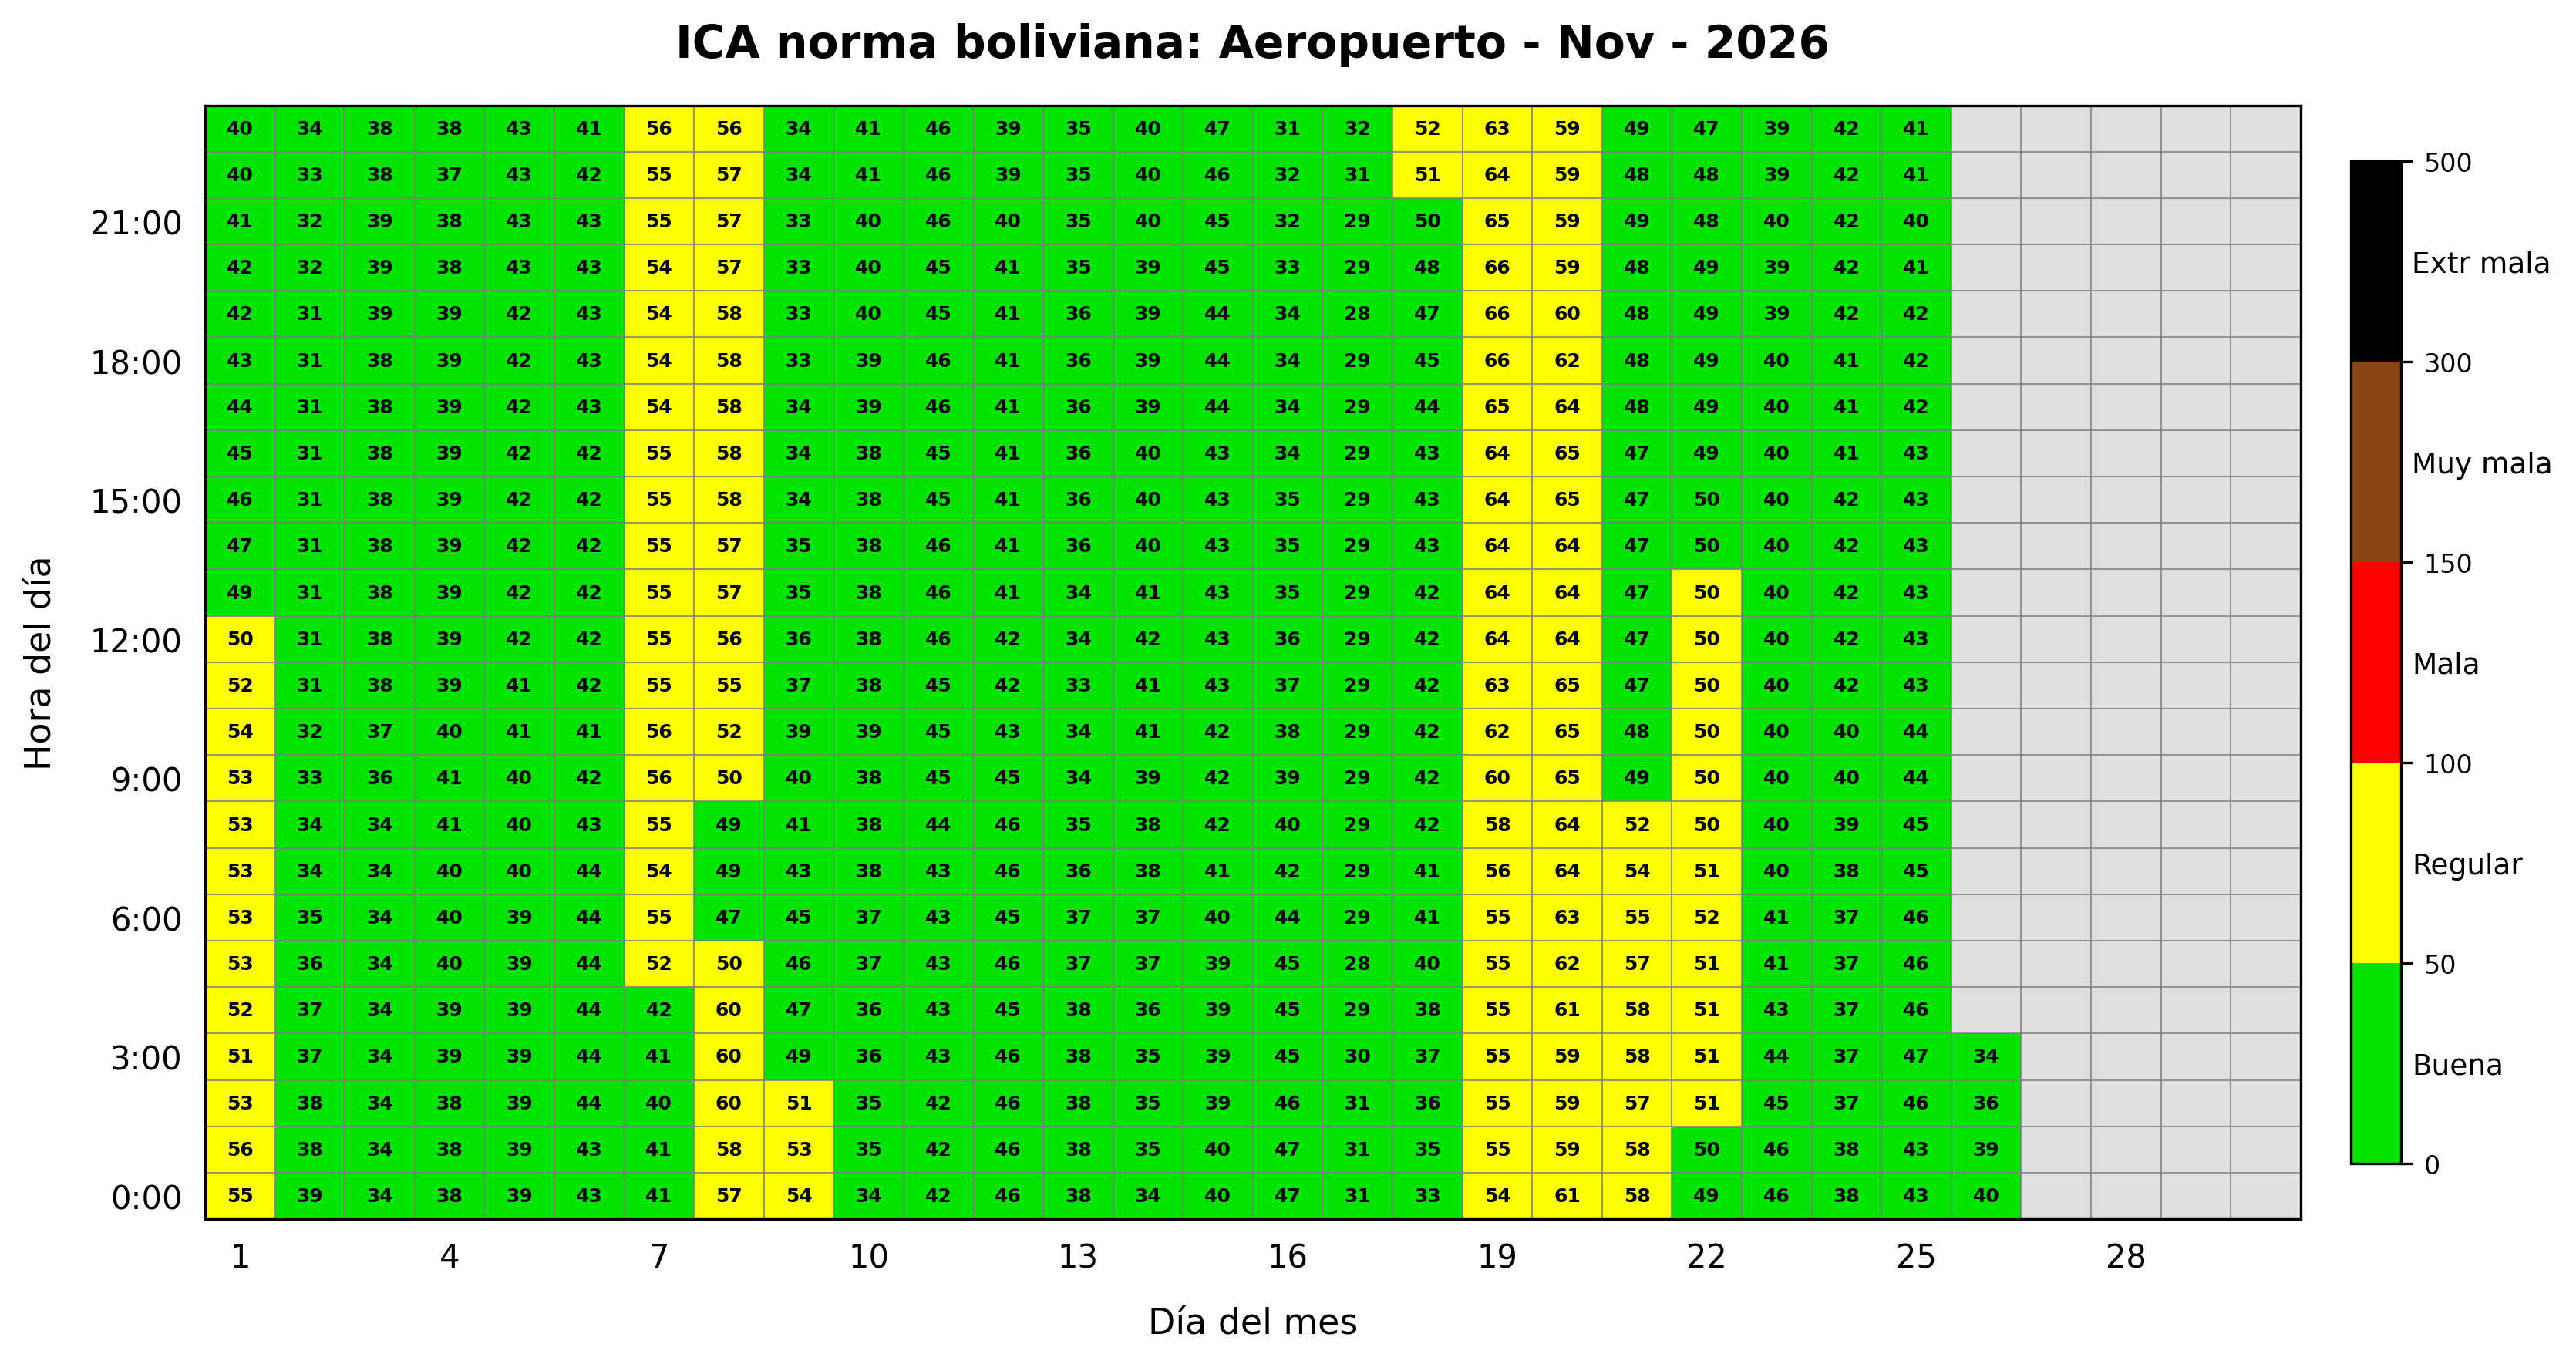 ICA norma boliviana: Aeropuerto - Nov - 2026
40 34 38 38 43 41 56 56 34 41 46 39 35 40 47 31 32 52 63 59 49 47 39 42 41
40 33 38 37 43 42 55 57 34 41 46 39 35 40 46 32 31 51 64 59 48 48 39 42 41
21:00 41 32 39 38 43 43 55 57 33 40 46 40 35 40 45 32 29 50 65 59 49 48 40 42 40
42 32 39 38 43 43 54 57 33 40 45 41 35 39 45 33 29 48 66 59 48 49 39 42 41
42 31 39 39 42 43 54 58 33 40 45 41 36 39 44 34 28 47 66 60 48 49 39 42 42
18:00 43 31 38 39 42 43 54 58 33 39 46 41 36 39 44 34 29 45 66 62 48 49 40 41 42
44 31 38 39 42 43 54 58 34 39 46 41 36 39 44 34 29 44 65 64 48 49 40 41 42
45 31 38 39 42 42 55 58 34 38 45 41 36 40 43 34 29 43 64 65 47 49 40 41 43
15:00 46 31 38 39 42 42 55 58 34 38 45 41 36 40 43 35 29 43 64 65 47 50 40 42 43
47 31 38 39 42 42 55 57 35 38 46 41 36 40 43 35 29 43 64 64 47 50 40 42 43
49 31 38 39 42 42 55 57 35 38 46 41 34 41 43 35 29 42 64 64 47 50 40 42 43
12:00 50 31 38 39 42 42 55 56 36 38 46 42 34 42 43 36 29 42 64 64 47 50 40 42 43
52 31 38 39 41 42 55 55 37 38 45 42 33 41 43 37 29 42 63 65 47 50 40 42 43
54 32 37 40 41 41 56 52 39 39 45 43 34 41 42 38 29 42 62 65 48 50 40 40 44
9:00 53 33 36 41 40 42 56 50 40 38 45 45 34 39 42 39 29 42 60 65 49 50 40 40 44
53 34 34 41 40 43 55 49 41 38 44 46 35 38 42 40 29 42 58 64 52 50 40 39 45
53 34 34 40 40 44 54 49 43 38 43 46 36 38 41 42 29 41 56 64 54 51 40 38 45
6:00 53 35 34 40 39 44 55 47 45 37 43 45 37 37 40 44 29 41 55 63 55 52 41 37 46
53 36 34 40 39 44 52 50 46 37 43 46 37 37 39 45 28 40 55 62 57 51 41 37 46
52 37 34 39 39 44 42 60 47 36 43 45 38 36 39 45 29 38 55 61 58 51 43 37 46
3:00 51 37 34 39 39 44 41 60 49 36 43 46 38 35 39 45 30 37 55 59 58 51 44 37 47 34
53 38 34 38 39 44 40 60 51 35 42 46 38 35 39 46 31 36 55 59 57 51 45 37 46 36
56 38 34 38 39 43 41 58 53 35 42 46 38 35 40 47 31 35 55 59 58 50 46 38 43 39
0:00 55 39 34 38 39 43 41 57 54 34 42 46 38 34 40 47 31 33 54 61 58 49 46 38 43 40
1 4 7 10 13 16 19 22 25 28
Día del mes
Hora del día
500
Extr mala
300
Muy mala
150
Mala
100
Regular
50
Buena
0